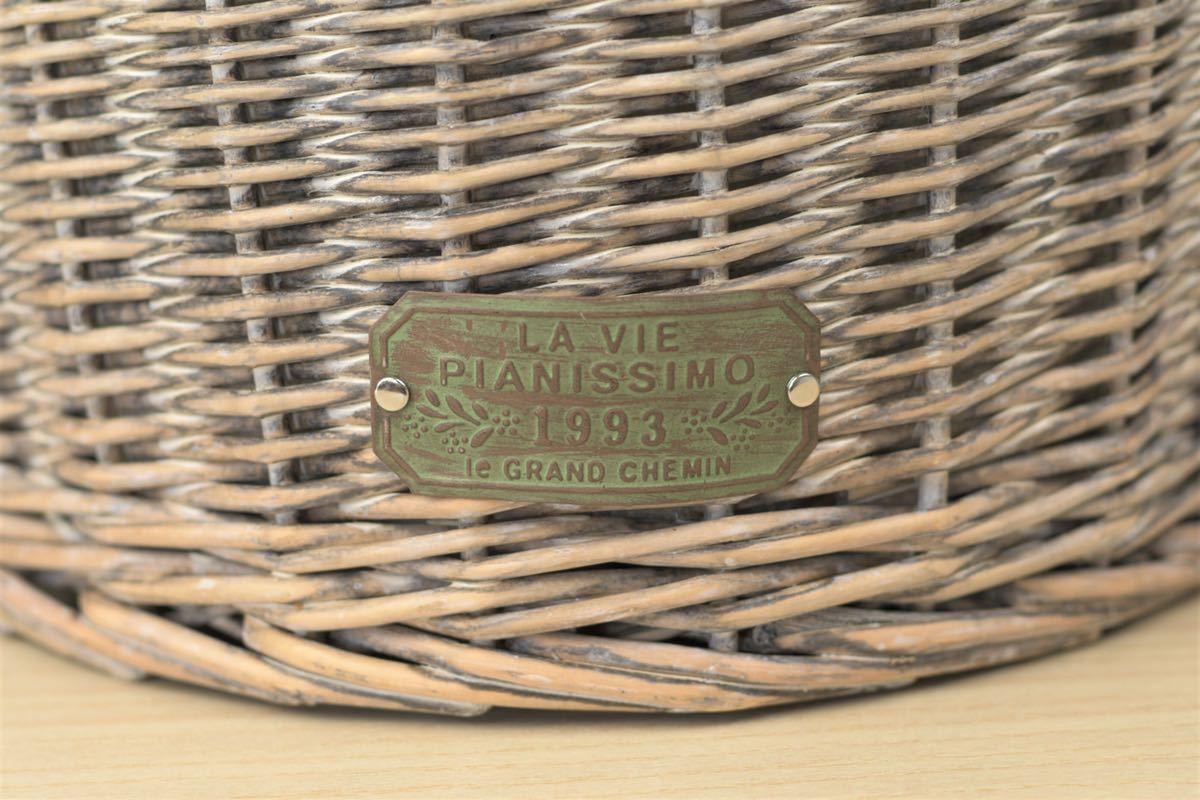 LA VIE
PIANISSIMO
1993
le GRAND CHEMIN